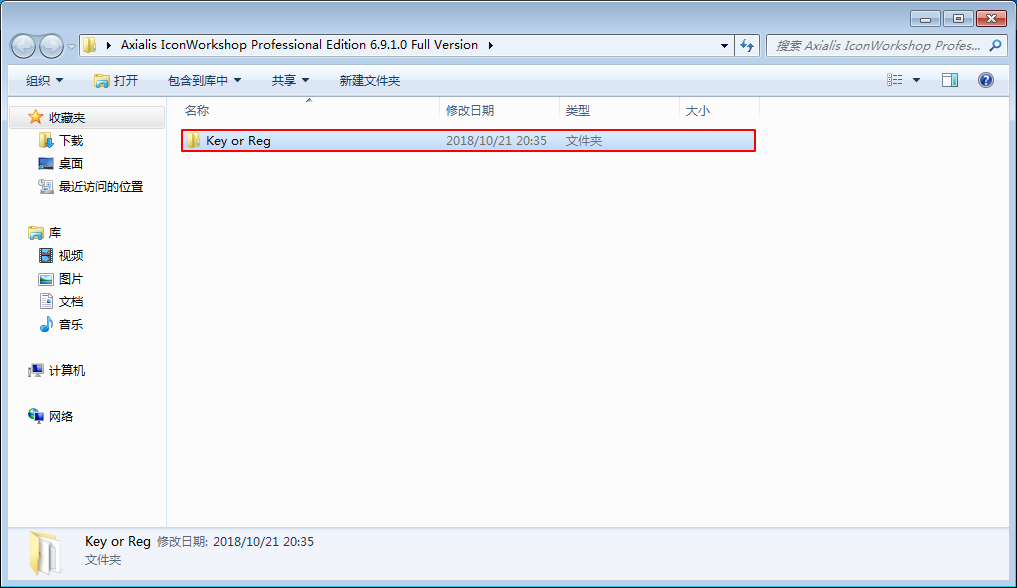 Axialis IconWorkshop Professional Edition 6.9.1.0 Full Version
搜索 Axialis IconWorkshop Profes...
组织 打开 包含到库中 共享 新建文件夹
名称 修改日期 类型 大小
收藏夹
Key or Reg 2018/10/21 20:35 文件夹
下载
桌面
最近访问的位置
库
视频
图片
文档
音乐
计算机
网络
Key or Reg 修改日期: 2018/10/21 20:35
文件夹